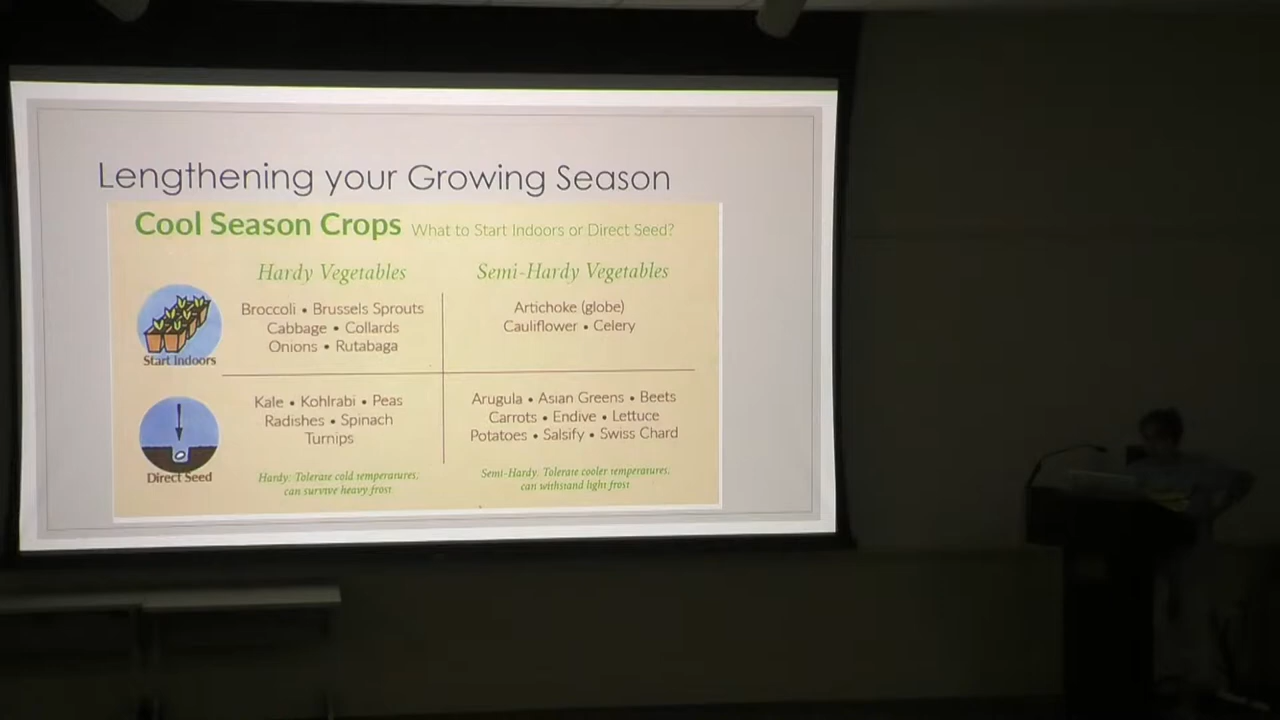 Lengthening your Growing Season
Cool Season Crops What to Start Indoors or Direct Seed?
Hardy Vegetables
Semi-Hardy Vegetables
Start Indoors
Broccoli • Brussels Sprouts
Cabbage • Collards
Onions • Rutabaga
Artichoke (globe)
Cauliflower • Celery
Direct Seed
Kale • Kohlrabi • Peas
Radishes • Spinach
Turnips
Hardy: Tolerate cold temperatures;
can survive heavy frost
Arugula • Asian Greens • Beets
Carrots • Endive • Lettuce
Potatoes • Salsify • Swiss Chard
Semi-Hardy: Tolerate cooler temperatures;
can withstand light frost